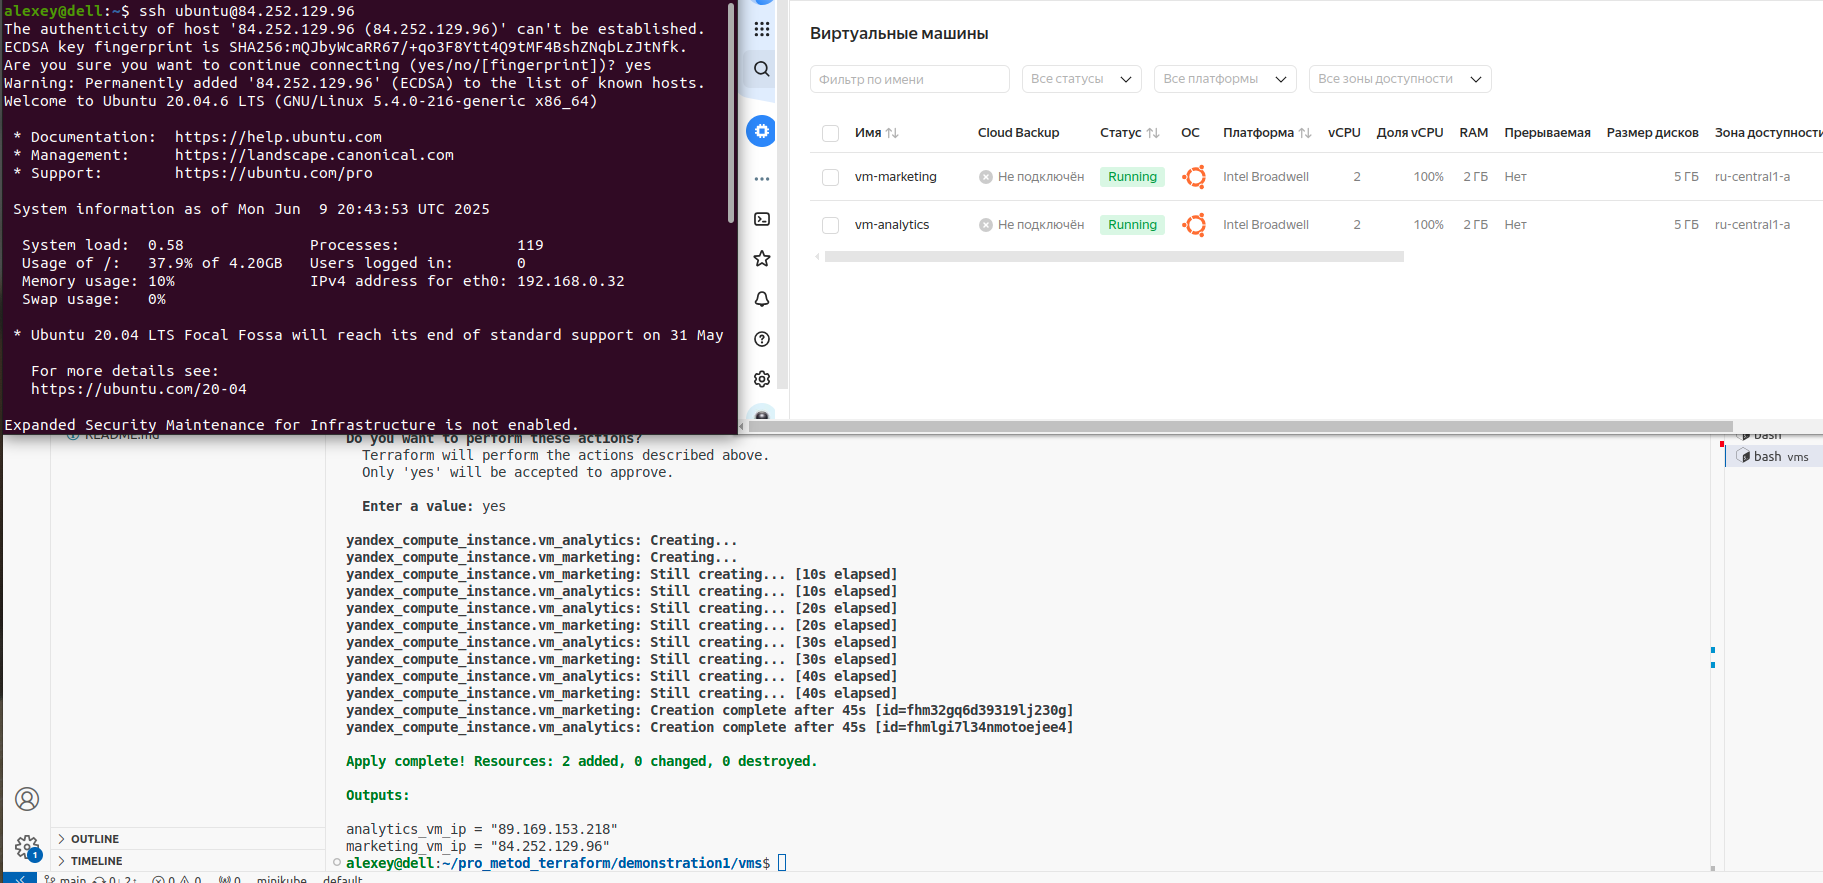 alexey@dell:~$ ssh ubuntu@84.252.129.96
The authenticity of host '84.252.129.96 (84.252.129.96)' can't be established.
ECDSA key fingerprint is SHA256:mQJbyWcaRR67/+qo3F8Ytt4Q9tMF4BshZNqbLzJtNfk.
Are you sure you want to continue connecting (yes/no/[fingerprint])? yes
Warning: Permanently added '84.252.129.96' (ECDSA) to the list of known hosts.
Welcome to Ubuntu 20.04.6 LTS (GNU/Linux 5.4.0-216-generic x86_64)
* Documentation:  https://help.ubuntu.com
* Management:     https://landscape.canonical.com
* Support:        https://ubuntu.com/pro
System information as of Mon Jun  9 20:43:53 UTC 2025
System load:  0.58              Processes:             119
Usage of /:   37.9% of 4.20GB   Users logged in:       0
Memory usage: 10%               IPv4 address for eth0: 192.168.0.32
Swap usage:   0%
* Ubuntu 20.04 LTS Focal Fossa will reach its end of standard support on 31 May
For more details see:
https://ubuntu.com/20-04
Expanded Security Maintenance for Infrastructure is not enabled.
Виртуальные машины
Фильтр по имени Все статусы Все платформы Все зоны доступности
Имя Cloud Backup Статус ОС Платформа vCPU Доля vCPU RAM Прерываемая Размер дисков Зона доступности
vm-marketing Не подключён Running Intel Broadwell 2 100% 2 ГБ Нет 5 ГБ ru-central1-a
vm-analytics Не подключён Running Intel Broadwell 2 100% 2 ГБ Нет 5 ГБ ru-central1-a
README.md
Do you want to perform these actions?
Terraform will perform the actions described above.
Only 'yes' will be accepted to approve.
Enter a value: yes
yandex_compute_instance.vm_analytics: Creating...
yandex_compute_instance.vm_marketing: Creating...
yandex_compute_instance.vm_marketing: Still creating... [10s elapsed]
yandex_compute_instance.vm_analytics: Still creating... [10s elapsed]
yandex_compute_instance.vm_analytics: Still creating... [20s elapsed]
yandex_compute_instance.vm_marketing: Still creating... [20s elapsed]
yandex_compute_instance.vm_analytics: Still creating... [30s elapsed]
yandex_compute_instance.vm_marketing: Still creating... [30s elapsed]
yandex_compute_instance.vm_analytics: Still creating... [40s elapsed]
yandex_compute_instance.vm_marketing: Still creating... [40s elapsed]
yandex_compute_instance.vm_marketing: Creation complete after 45s [id=fhm32gq6d39319lj230g]
yandex_compute_instance.vm_analytics: Creation complete after 45s [id=fhmlgi7l34nmotoejee4]
Apply complete! Resources: 2 added, 0 changed, 0 destroyed.
Outputs:
analytics_vm_ip = "89.169.153.218"
marketing_vm_ip = "84.252.129.96"
alexey@dell:~/pro_metod_terraform/demonstration1/vms$
bash
bash vms
1
OUTLINE
TIMELINE
main 0↓ 2↑ 0 0 0 minikube default